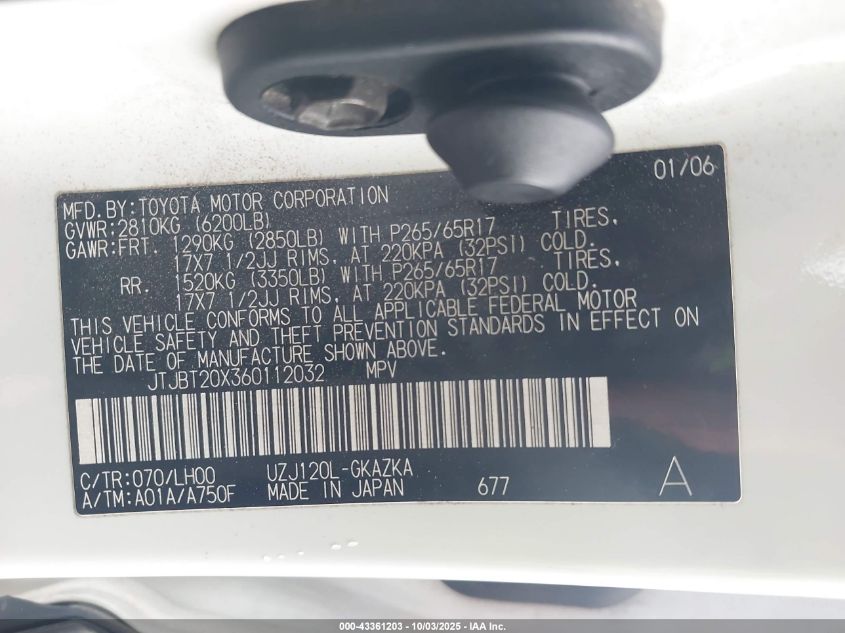 01/06
MFD. BY: TOYOTA MOTOR CORPORATION
GVWR: 2810KG (6200LB)
GAWR: FRT. 1290KG (2850LB) WITH P265/65R17 TIRES,
17X7 1/2JJ RIMS, AT 220KPA (32PSI) COLD.
RR. 1520KG (3350LB) WITH P265/65R17 TIRES,
17X7 1/2JJ RIMS, AT 220KPA (32PSI) COLD.
THIS VEHICLE CONFORMS TO ALL APPLICABLE FEDERAL MOTOR
VEHICLE SAFETY AND THEFT PREVENTION STANDARDS IN EFFECT ON
THE DATE OF MANUFACTURE SHOWN ABOVE.
JTJBT20X360112032 MPV
C/TR: 070/LH00 UZJ120L-GKAZKA
A/TM: A01A/A750F MADE IN JAPAN 677 A
000-43361203 - 10/03/2025 - IAA Inc.